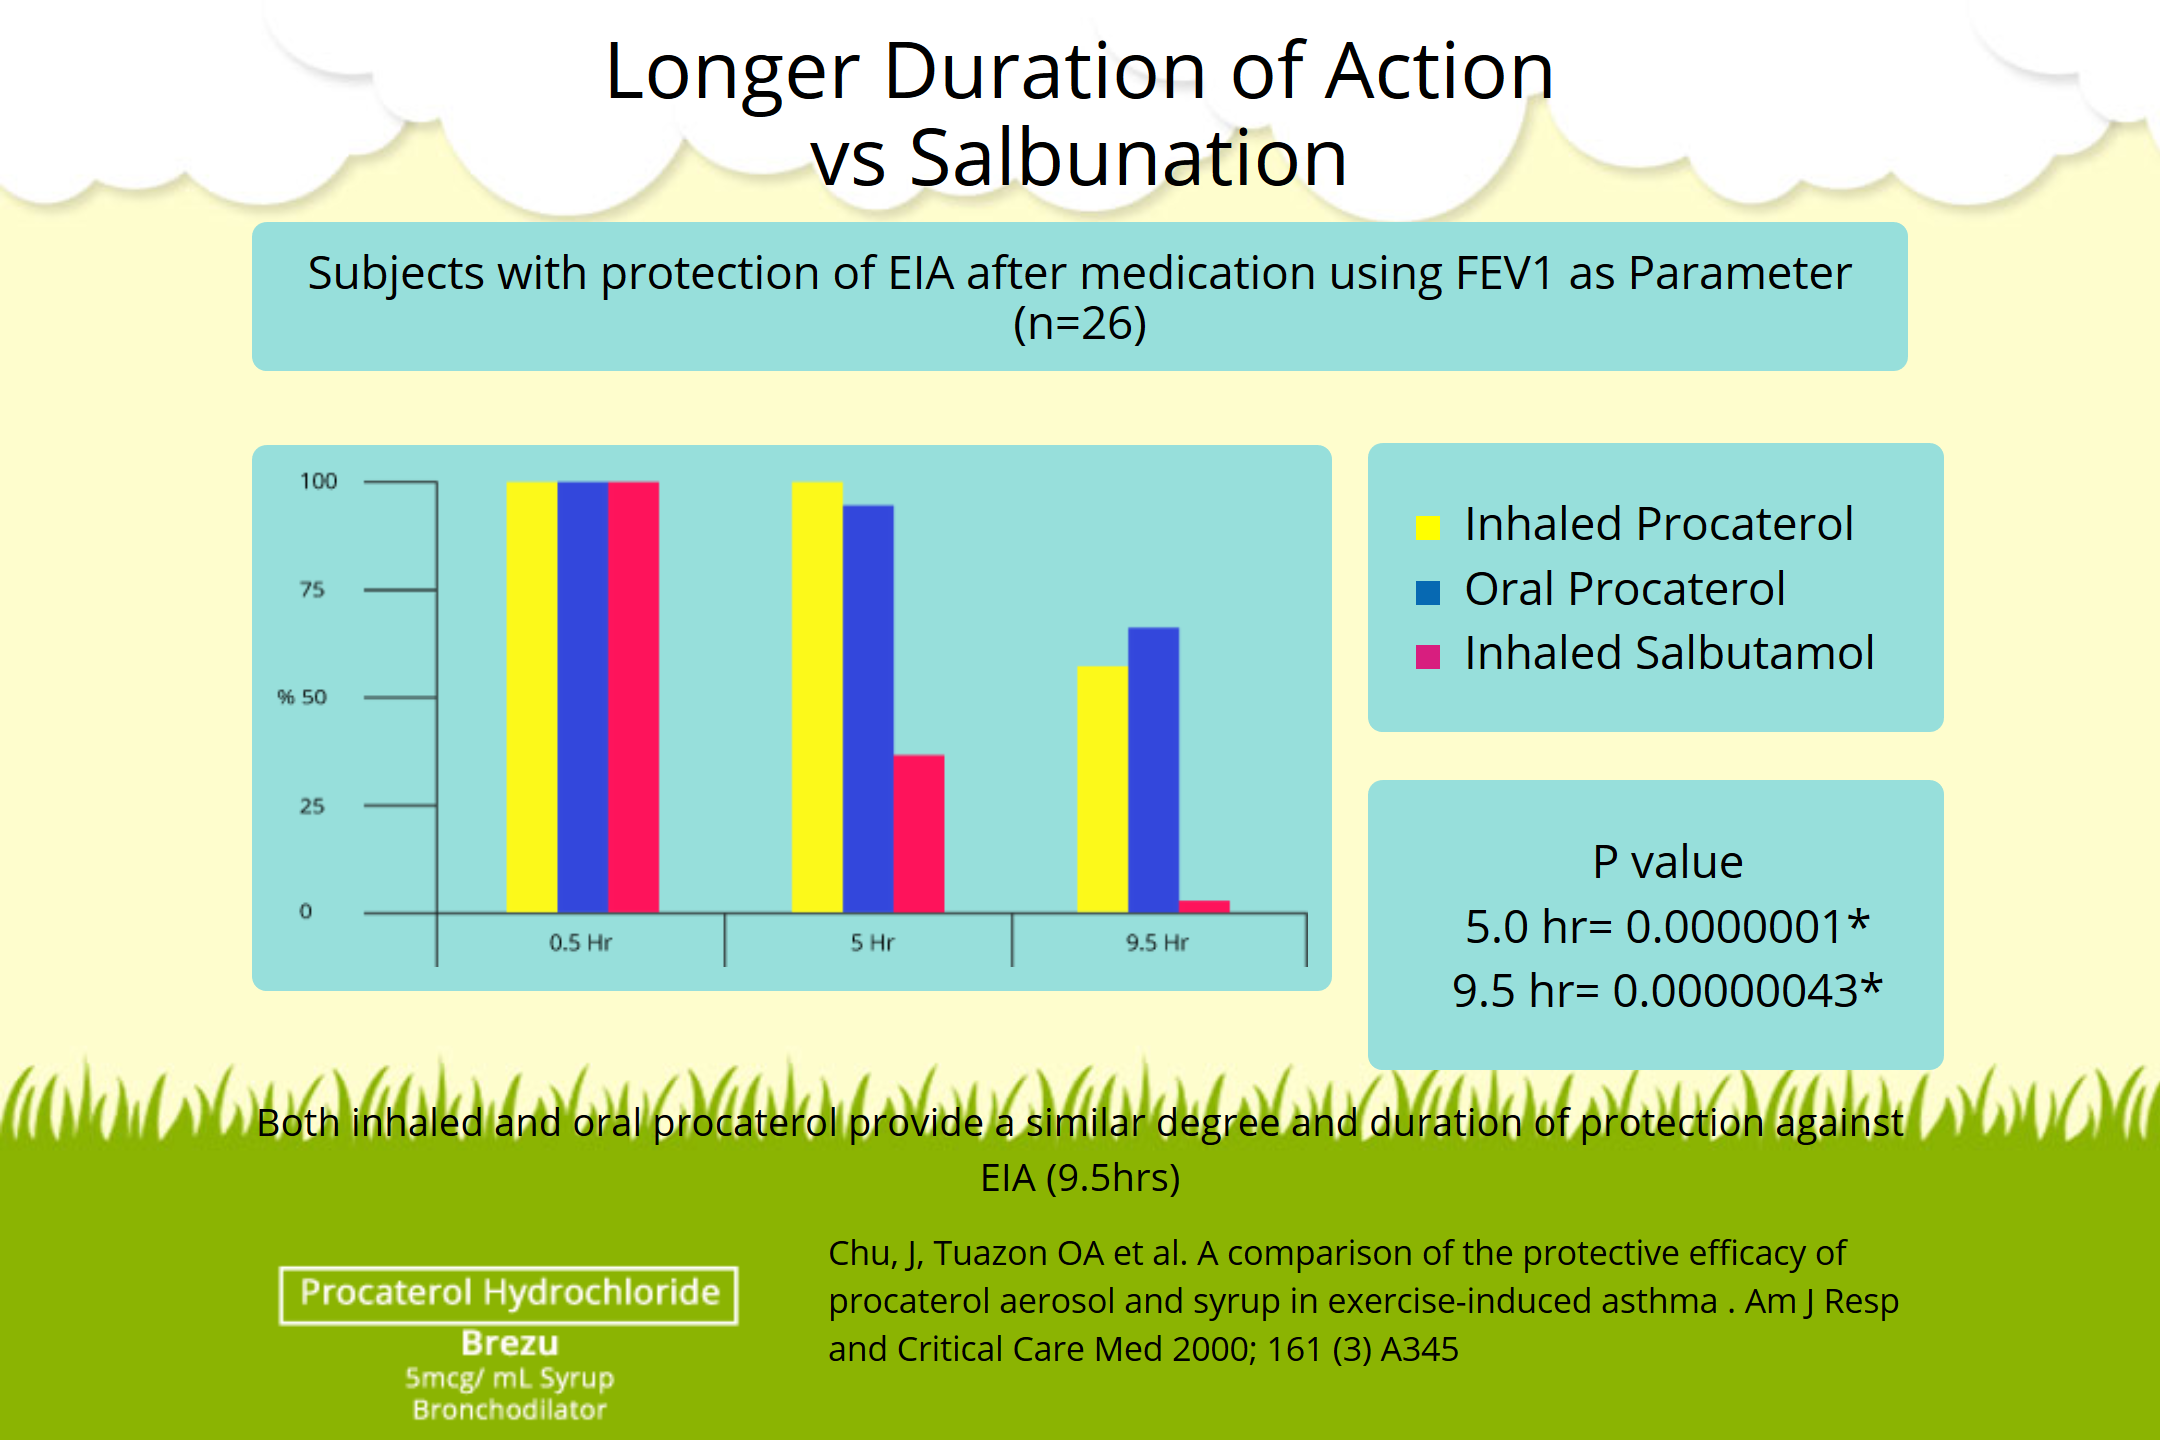 Longer Duration of Action
vs Salbunation
Subjects with protection of EIA after medication using FEV1 as Parameter
(n=26)
100
75
% 50
25
0
0.5 Hr
5 Hr
9.5 Hr
Inhaled Procaterol
Oral Procaterol
Inhaled Salbutamol
P value
5.0 hr= 0.0000001*
9.5 hr= 0.00000043*
Both inhaled and oral procaterol provide a similar degree and duration of protection against
EIA (9.5hrs)
Procaterol Hydrochloride
Brezu
5mcg/ mL Syrup
Bronchodilator
Chu, J, Tuazon OA et al. A comparison of the protective efficacy of
procaterol aerosol and syrup in exercise-induced asthma . Am J Resp
and Critical Care Med 2000; 161 (3) A345